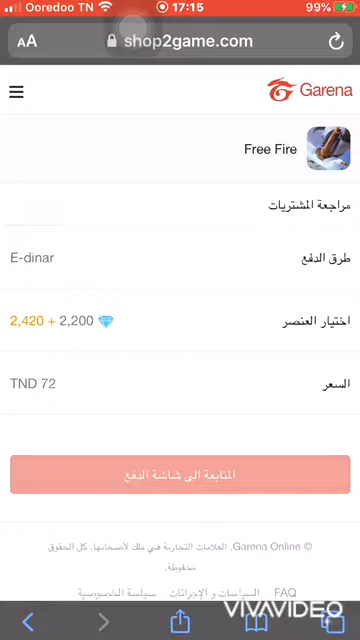 Ooredoo TN 17:15 99%
AA shop2game.com
Garena
Free Fire
مراجعة المشتريات
طرق الدفع E-dinar
اختيار العنصر 2,420 + 2,200
السعر TND 72
المتابعة الى شاشة الدفع
© Garena Online. العلامات التجارية هي ملك لأصحابها. كل الحقوق
محفوظة.
FAQ السياسات و الإجراءات سياسة الخصوصية
VIVAVIDEO